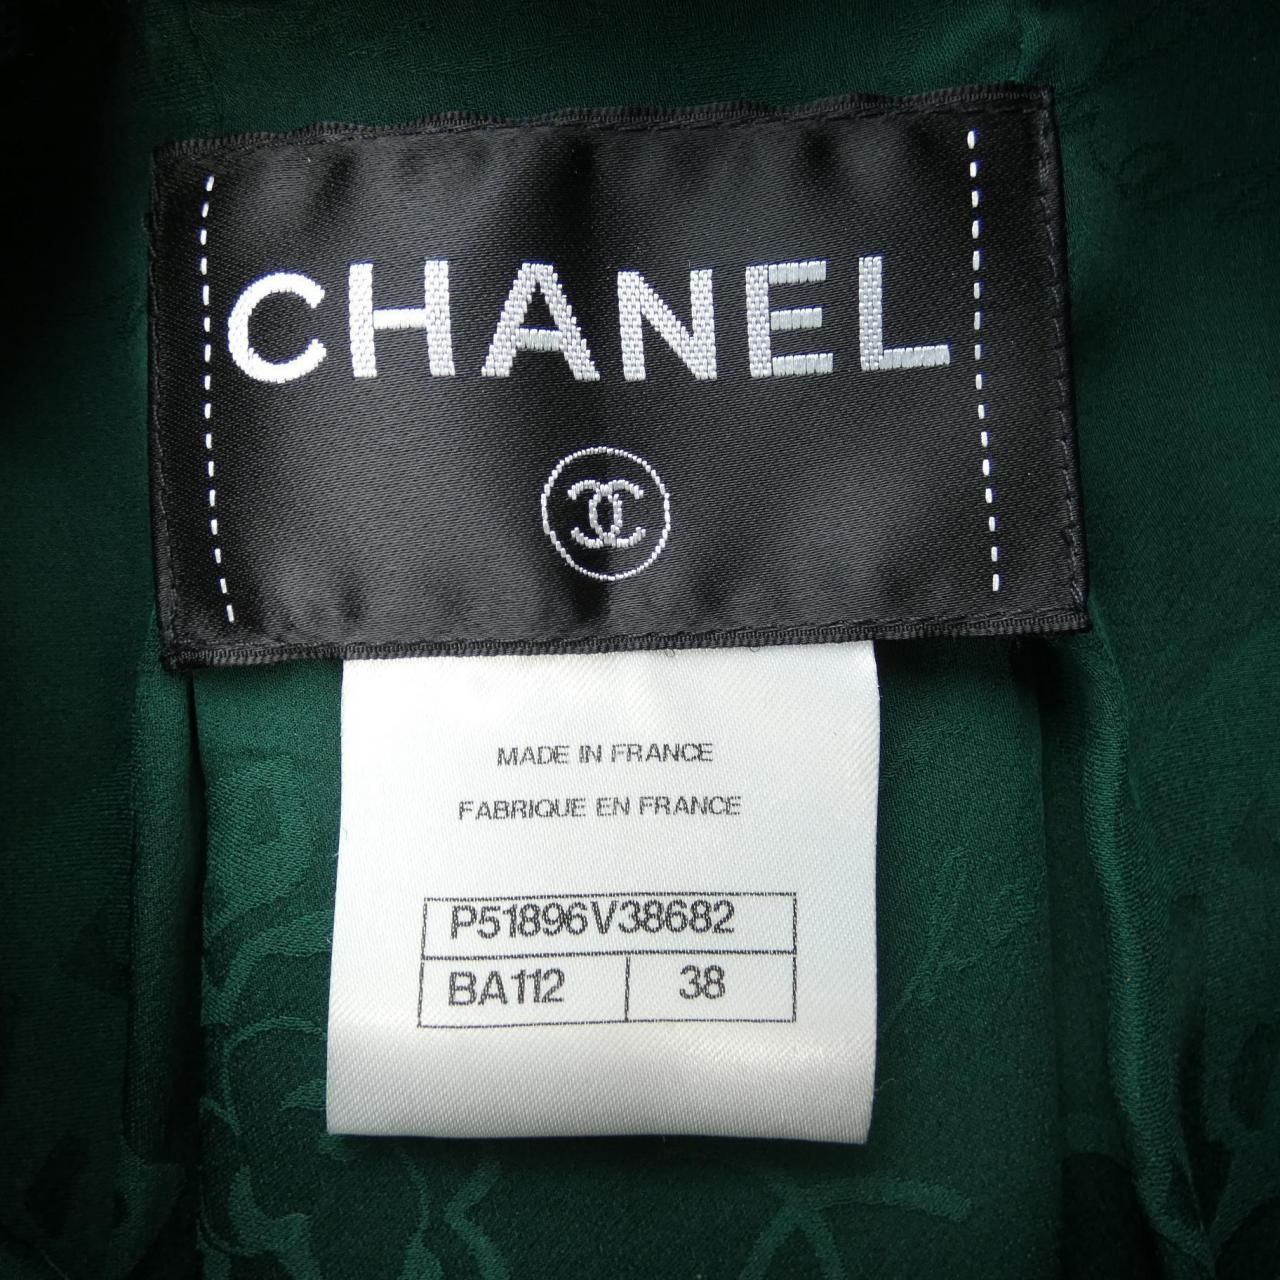 CHANEL
MADE IN FRANCE
FABRIQUE EN FRANCE
P51896V38682
BA112 38